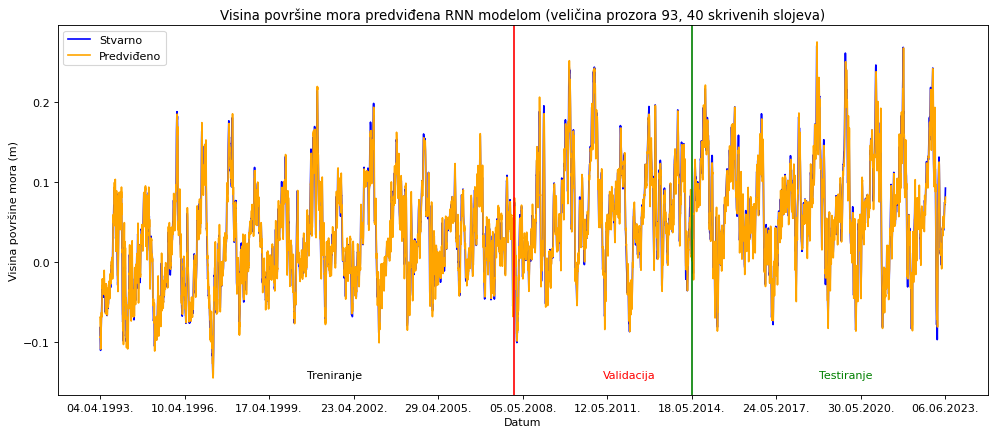 Visina površine mora predviđena RNN modelom (veličina prozora 93, 40 skrivenih slojeva)
Stvarno
Predviđeno
Visina površine mora (m)
0.2
0.1
0.0
−0.1
Treniranje
Validacija
Testiranje
04.04.1993.
10.04.1996.
17.04.1999.
23.04.2002.
29.04.2005.
05.05.2008.
12.05.2011.
18.05.2014.
24.05.2017.
30.05.2020.
06.06.2023.
Datum